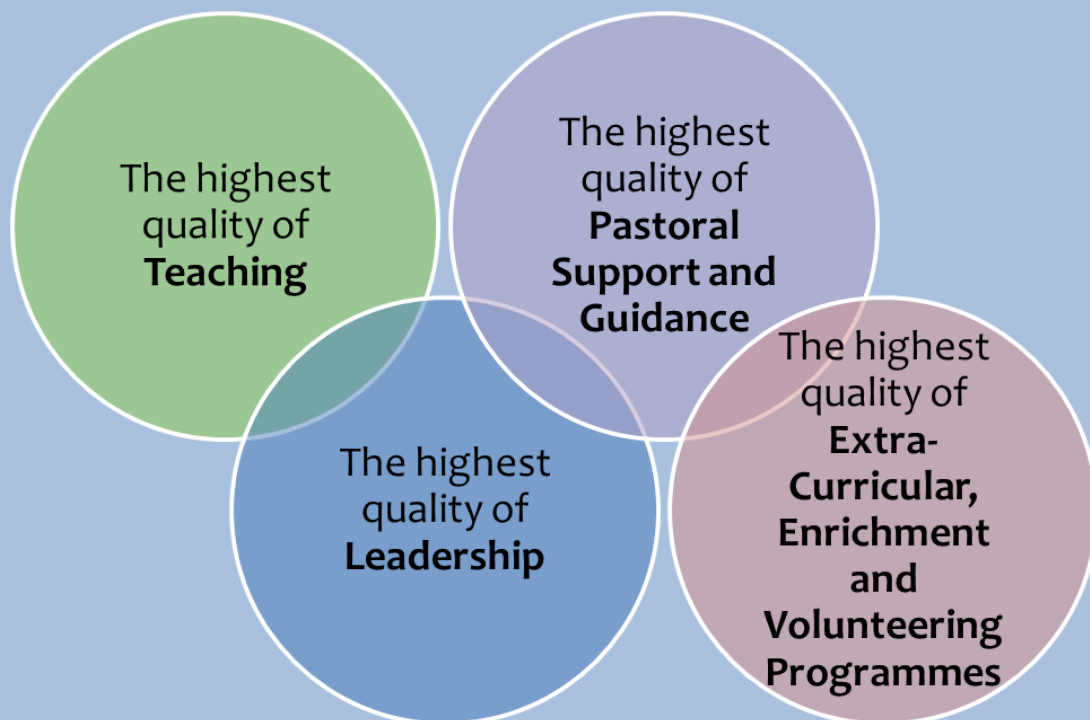 The highest
quality of
Teaching
The highest
quality of
Pastoral
Support and
Guidance
The highest
quality of
Leadership
The highest
quality of
Extra-
Curricular,
Enrichment
and
Volunteering
Programmes